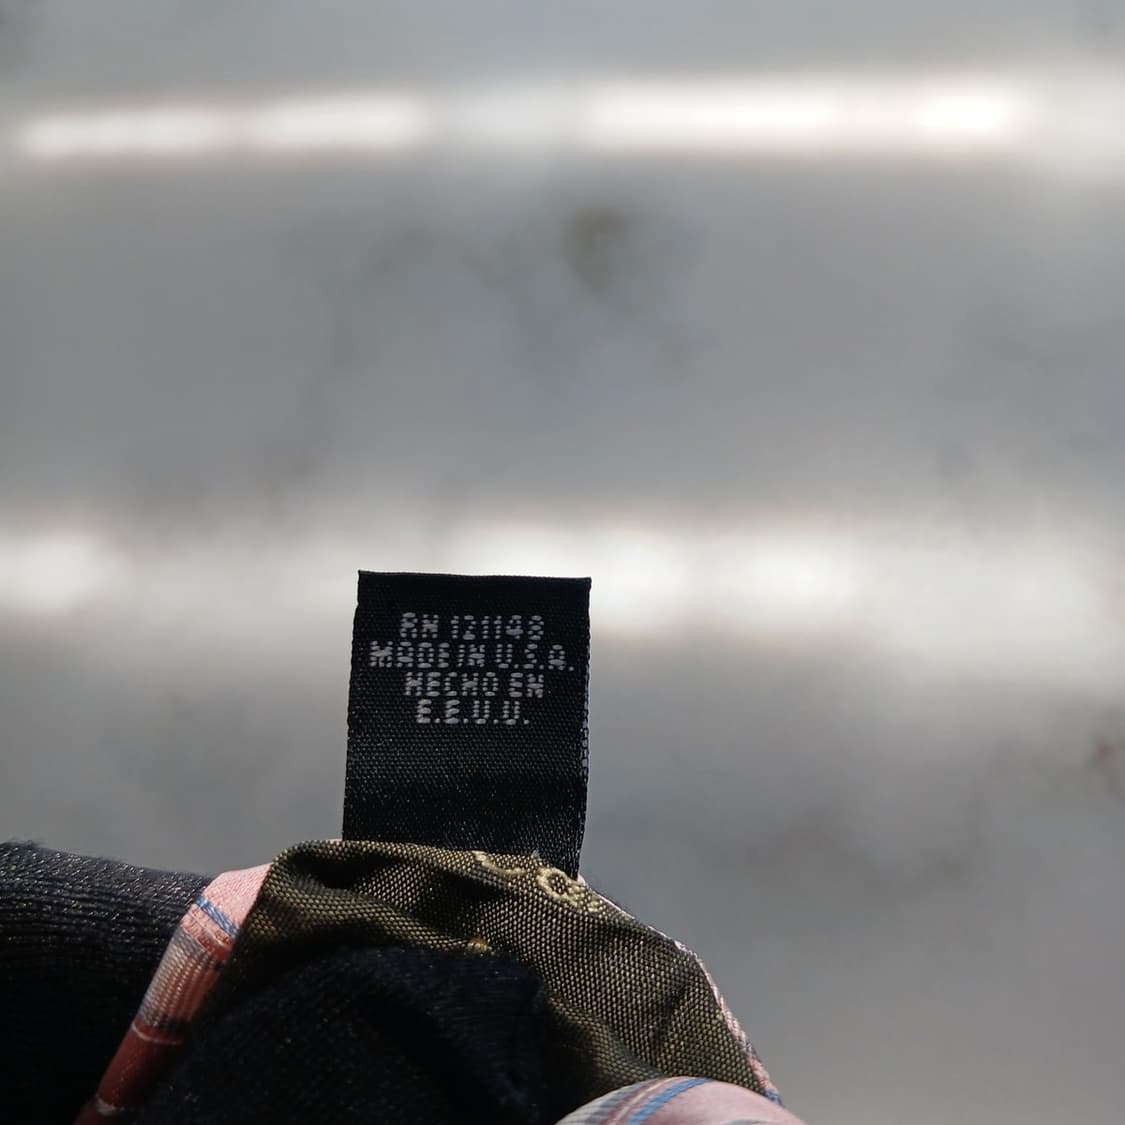 RN 121148
MADE IN U.S.A.
HECHO EN
E.E.U.U.